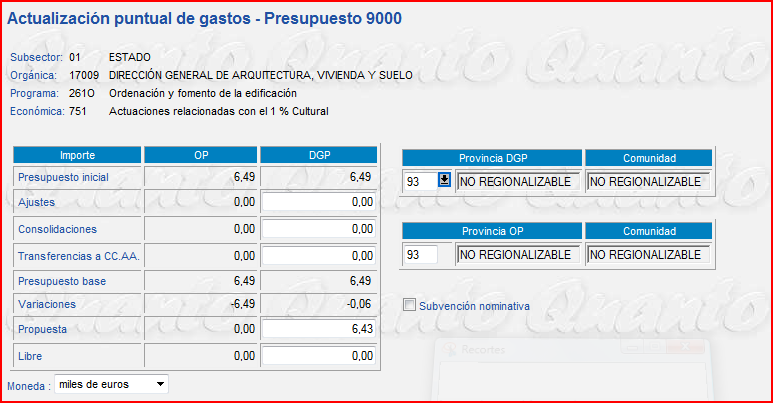 Actualización puntual de gastos - Presupuesto 9000
Subsector: 01 ESTADO
Orgánica: 17009 DIRECCIÓN GENERAL DE ARQUITECTURA, VIVIENDA Y SUELO
Programa: 261O Ordenación y fomento de la edificación
Económica: 751 Actuaciones relacionadas con el 1 % Cultural
Importe OP DGP
Presupuesto inicial 6,49 6,49
Ajustes 0,00 0,00
Consolidaciones 0,00 0,00
Transferencias a CC.AA. 0,00 0,00
Presupuesto base 6,49 6,49
Variaciones -6,49 -0,06
Propuesta 0,00 6,43
Libre 0,00 0,00
Moneda : miles de euros
Provincia DGP Comunidad
93 NO REGIONALIZABLE NO REGIONALIZABLE
Provincia OP Comunidad
93 NO REGIONALIZABLE NO REGIONALIZABLE
Subvención nominativa
Recortes
Quanto Quanto Quanto Quanto